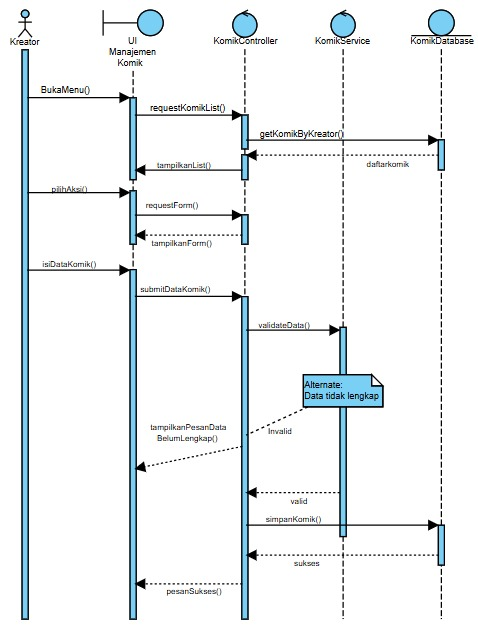 Kreator
UI
Manajemen
Komik
KomikController
KomikService
KomikDatabase
BukaMenu()
requestKomikList()
getKomikByKreator()
daftarkomik
tampilkanList()
pilihAksi()
requestForm()
tampilkanForm()
isiDataKomik()
submitDataKomik()
validateData()
Alternate:
Data tidak lengkap
tampilkanPesanData
BelumLengkap()
Invalid
valid
simpanKomik()
sukses
pesanSukses()